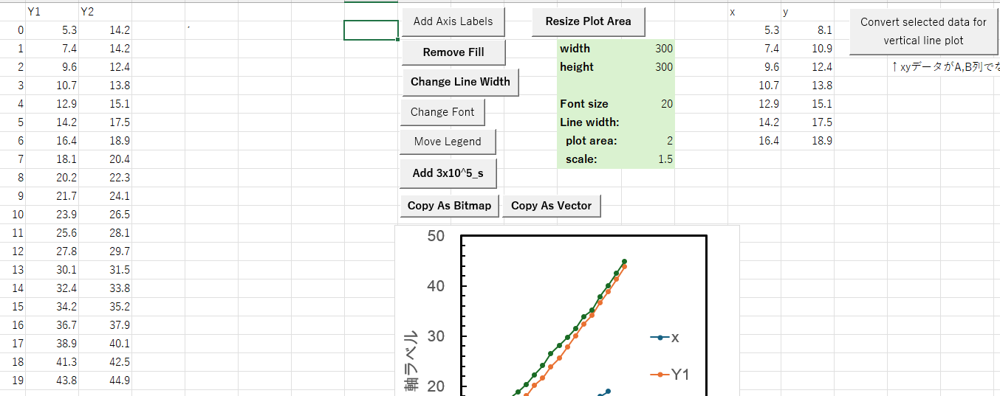 Y1 Y2
0 5.3 14.2
1 7.4 14.2
2 9.6 12.4
3 10.7 13.8
4 12.9 15.1
5 14.2 17.5
6 16.4 18.9
7 18.1 20.4
8 20.2 22.3
9 21.7 24.1
10 23.9 26.5
11 25.6 28.1
12 27.8 29.7
13 30.1 31.5
14 32.4 33.8
15 34.2 35.2
16 36.7 37.9
17 38.9 40.1
18 41.3 42.5
19 43.8 44.9
Add Axis Labels
Remove Fill
Change Line Width
Change Font
Move Legend
Add 3x10^5_s
Copy As Bitmap
Copy As Vector
Resize Plot Area
width 300
height 300
Font size 20
Line width:
plot area: 2
scale: 1.5
x y
5.3 8.1
7.4 10.9
9.6 12.4
10.7 13.8
12.9 15.1
14.2 17.5
16.4 18.9
Convert selected data for
vertical line plot
↑xyデータがA,B列で
50
40
30
20
軸ラベル
x
Y1